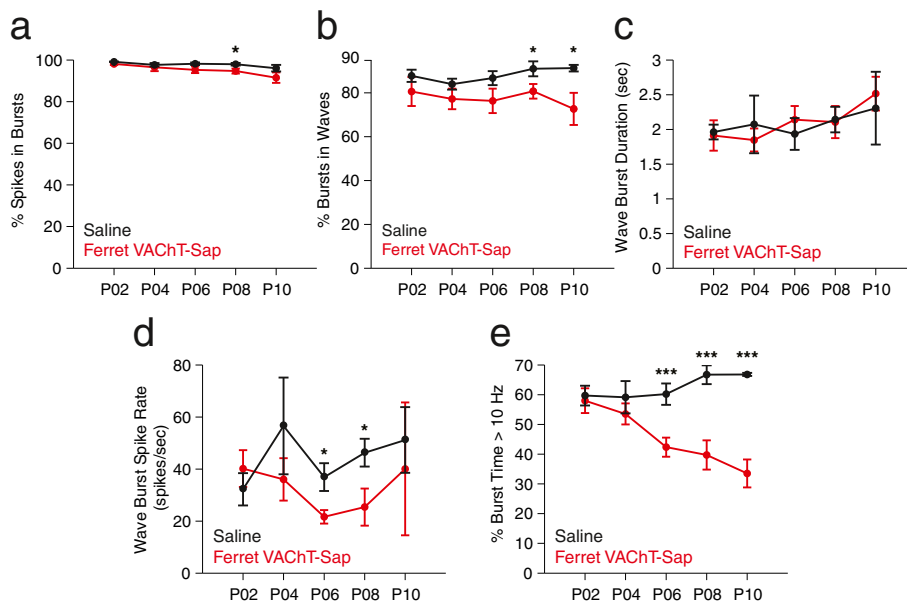 a
% Spikes in Bursts
100
80
60
40
20
0
*
Saline
Ferret VAChT-Sap
P02 P04 P06 P08 P10
b
% Bursts in Waves
90
80
60
40
20
0
* *
Saline
Ferret VAChT-Sap
P02 P04 P06 P08 P10
c
Wave Burst Duration (sec)
3
2.5
2
1.5
1
0.5
0
Saline
Ferret VAChT-Sap
P02 P04 P06 P08 P10
d
Wave Burst Spike Rate
(spikes/sec)
80
60
40
20
0
* *
Saline
Ferret VAChT-Sap
P02 P04 P06 P08 P10
e
% Burst Time > 10 Hz
70
60
50
40
30
20
10
0
*** *** ***
Saline
Ferret VAChT-Sap
P02 P04 P06 P08 P10